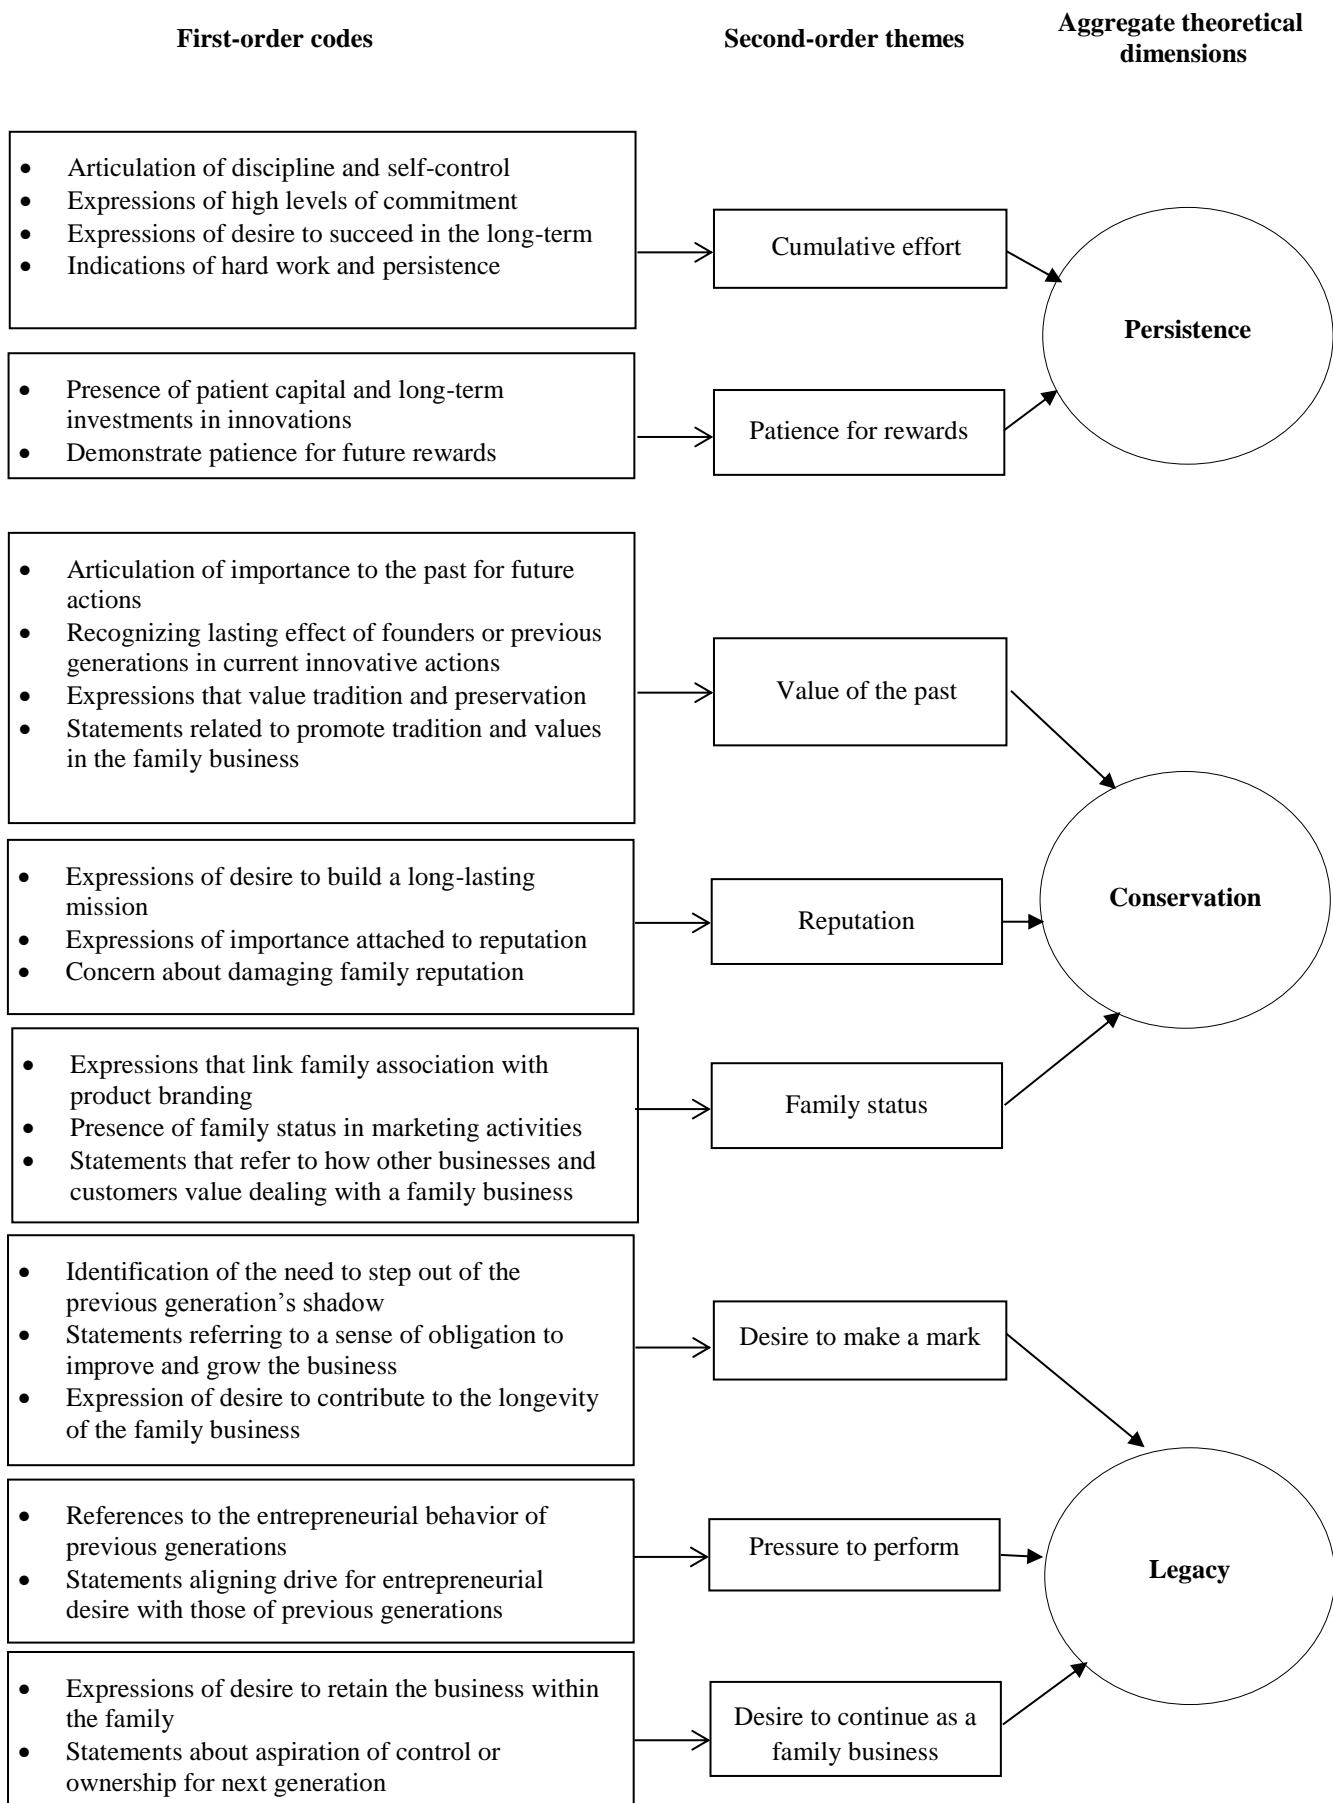 First-order codes
Second-order themes
Aggregate theoretical
dimensions
• Articulation of discipline and self-control
• Expressions of high levels of commitment
• Expressions of desire to succeed in the long-term
• Indications of hard work and persistence
Cumulative effort
Persistence
• Presence of patient capital and long-term
investments in innovations
• Demonstrate patience for future rewards
Patience for rewards
• Articulation of importance to the past for future
actions
• Recognizing lasting effect of founders or previous
generations in current innovative actions
• Expressions that value tradition and preservation
• Statements related to promote tradition and values
in the family business
Value of the past
• Expressions of desire to build a long-lasting
mission
• Expressions of importance attached to reputation
• Concern about damaging family reputation
Reputation
Conservation
• Expressions that link family association with
product branding
• Presence of family status in marketing activities
• Statements that refer to how other businesses and
customers value dealing with a family business
Family status
• Identification of the need to step out of the
previous generation’s shadow
• Statements referring to a sense of obligation to
improve and grow the business
• Expression of desire to contribute to the longevity
of the family business
Desire to make a mark
• References to the entrepreneurial behavior of
previous generations
• Statements aligning drive for entrepreneurial
desire with those of previous generations
Pressure to perform
Legacy
• Expressions of desire to retain the business within
the family
• Statements about aspiration of control or
ownership for next generation
Desire to continue as a
family business